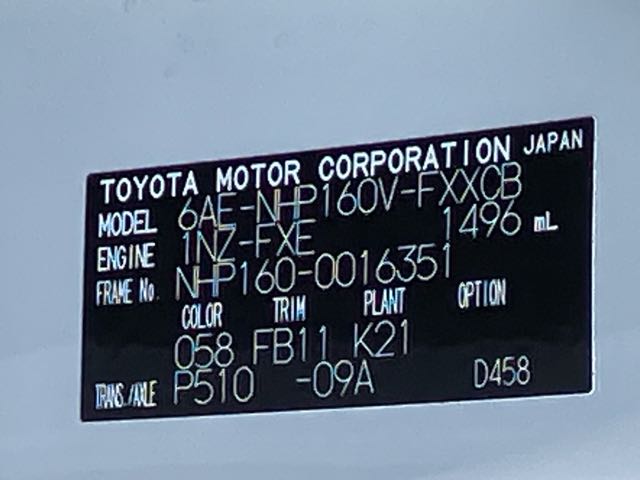 TOYOTA MOTOR CORPORATION JAPAN
MODEL 6AE-NHP160V-FXXCB
ENGINE 1NZ-FXE 1496 mL
FRAME No. NHP160-0016351
COLOR TRIM PLANT OPTION
058 FB11 K21
TRANS./AXLE P510 -09A D458